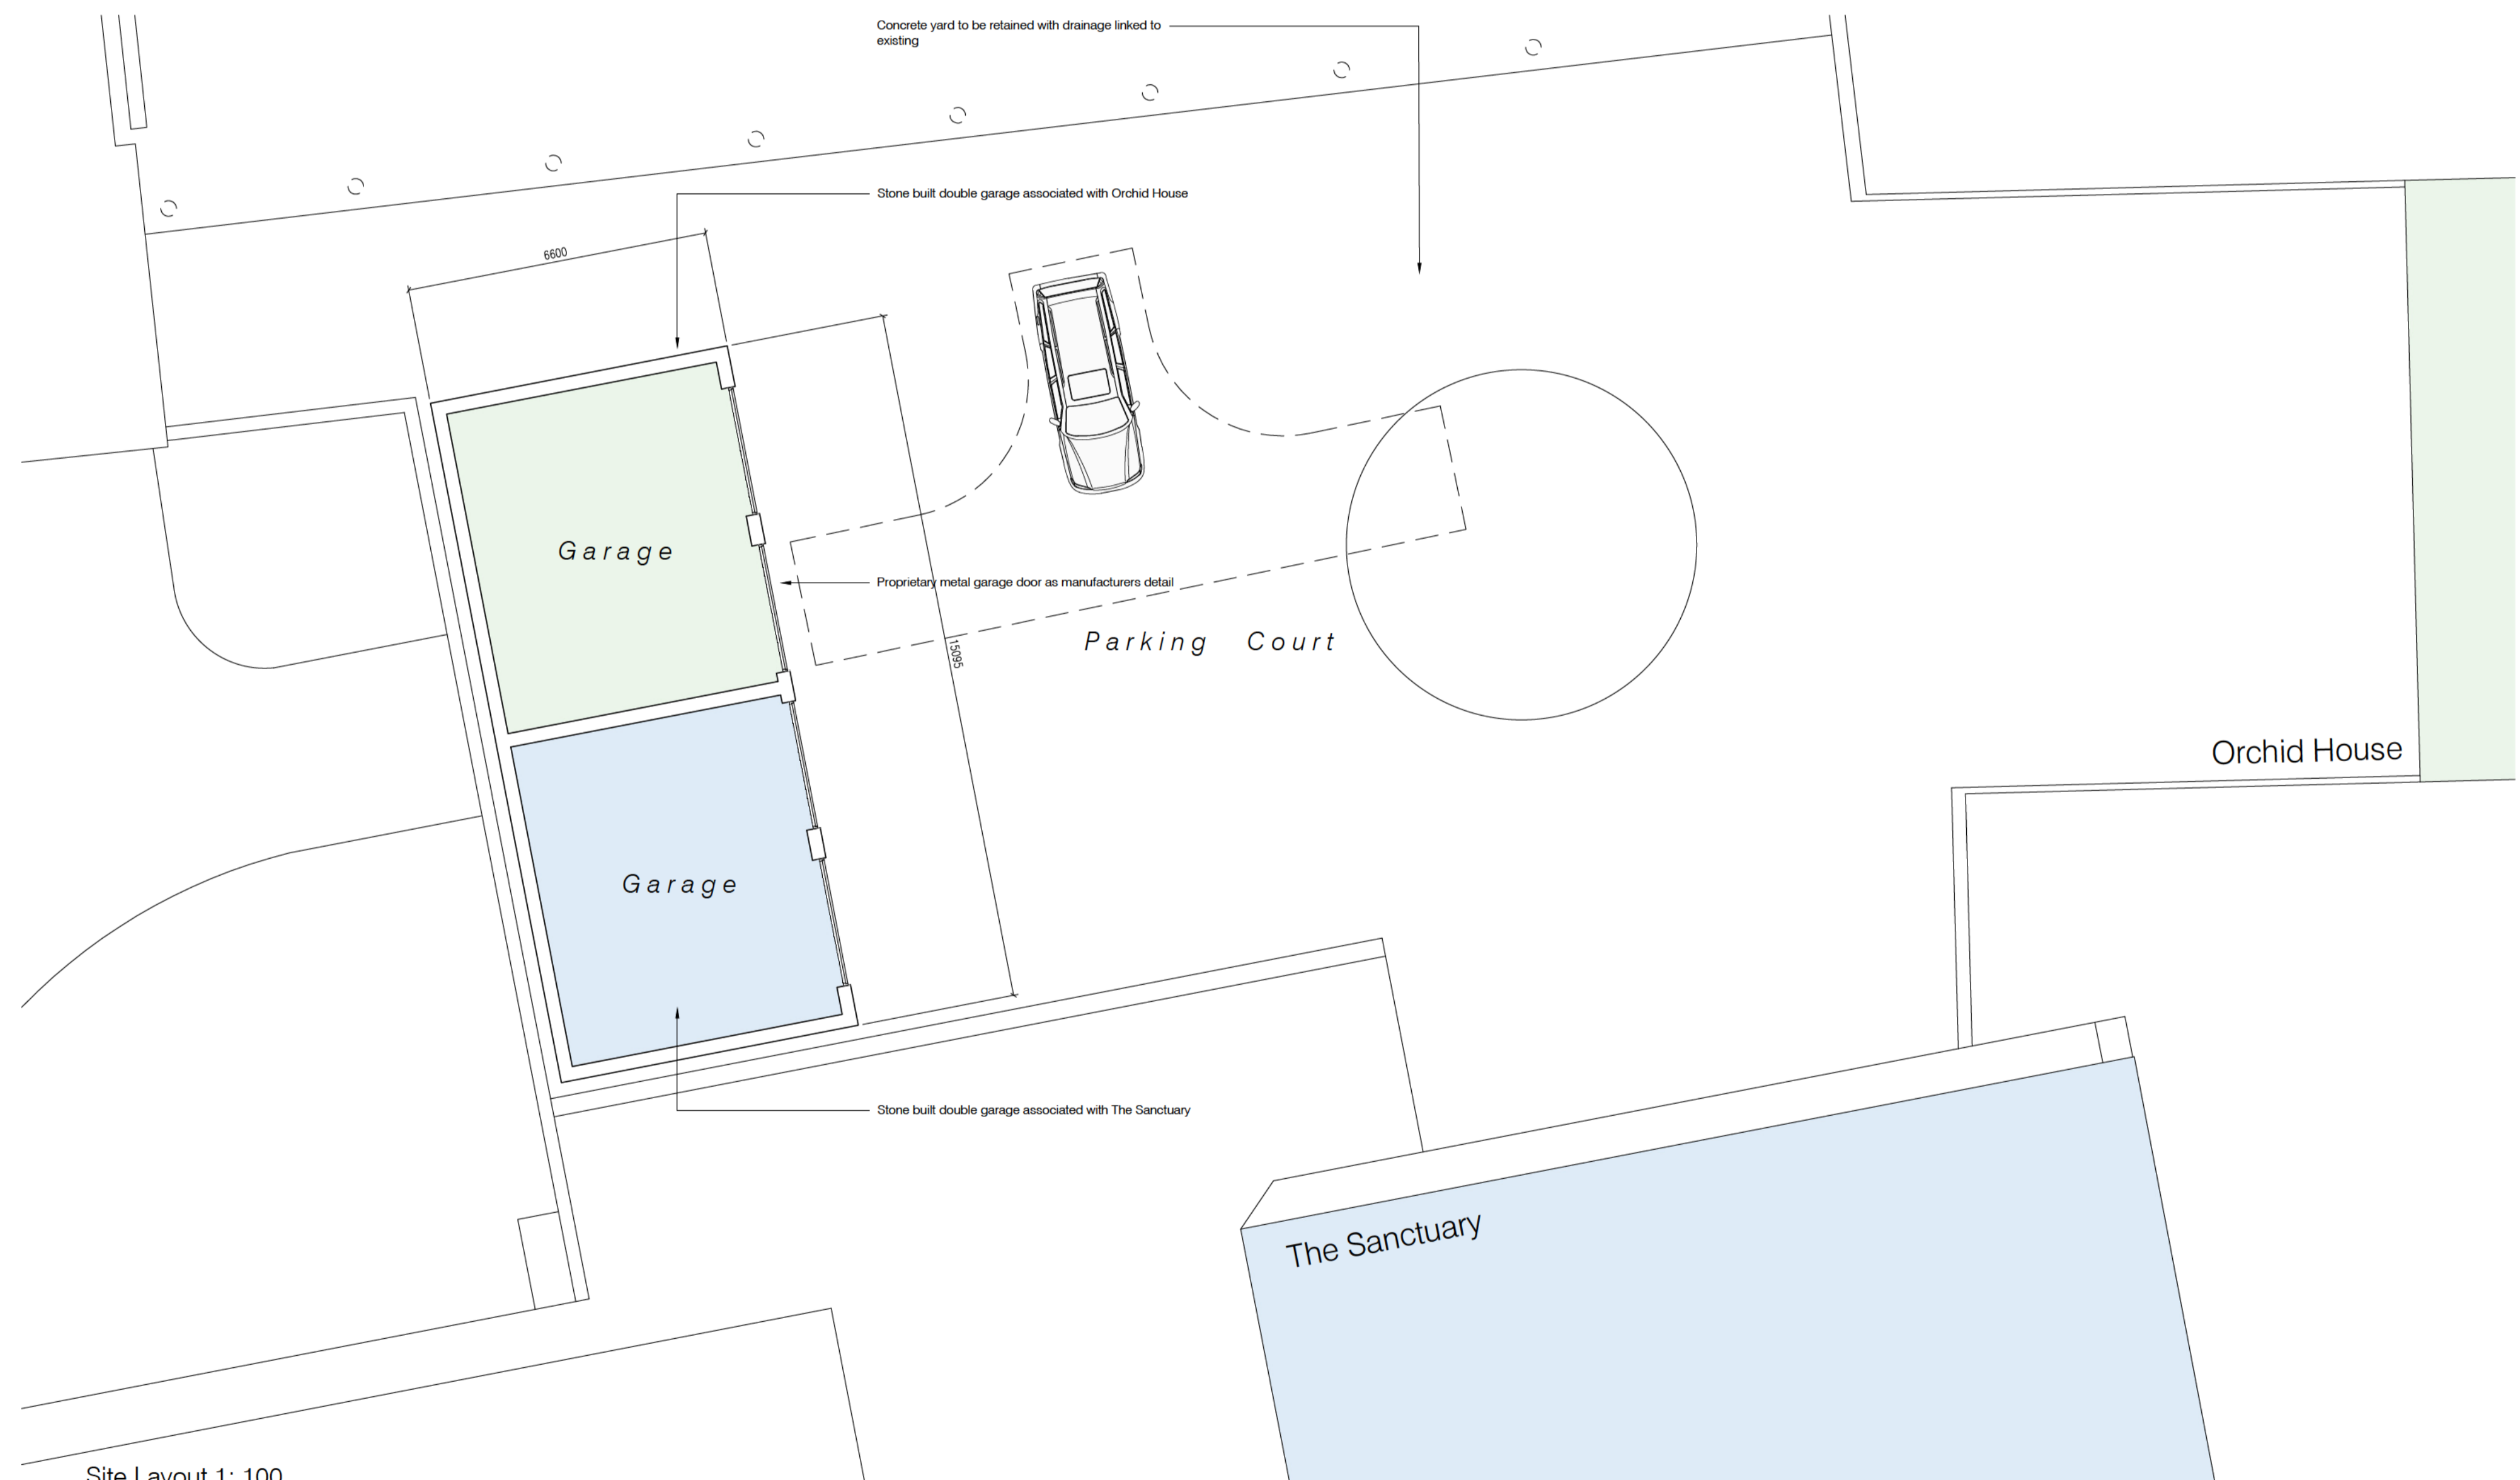 Concrete yard to be retained with drainage linked to
existing
Stone built double garage associated with Orchid House
6600
Garage
Proprietary metal garage door as manufacturers detail
Parking Court
15095
Orchid House
Garage
Stone built double garage associated with The Sanctuary
The Sanctuary
Site Layout 1: 100